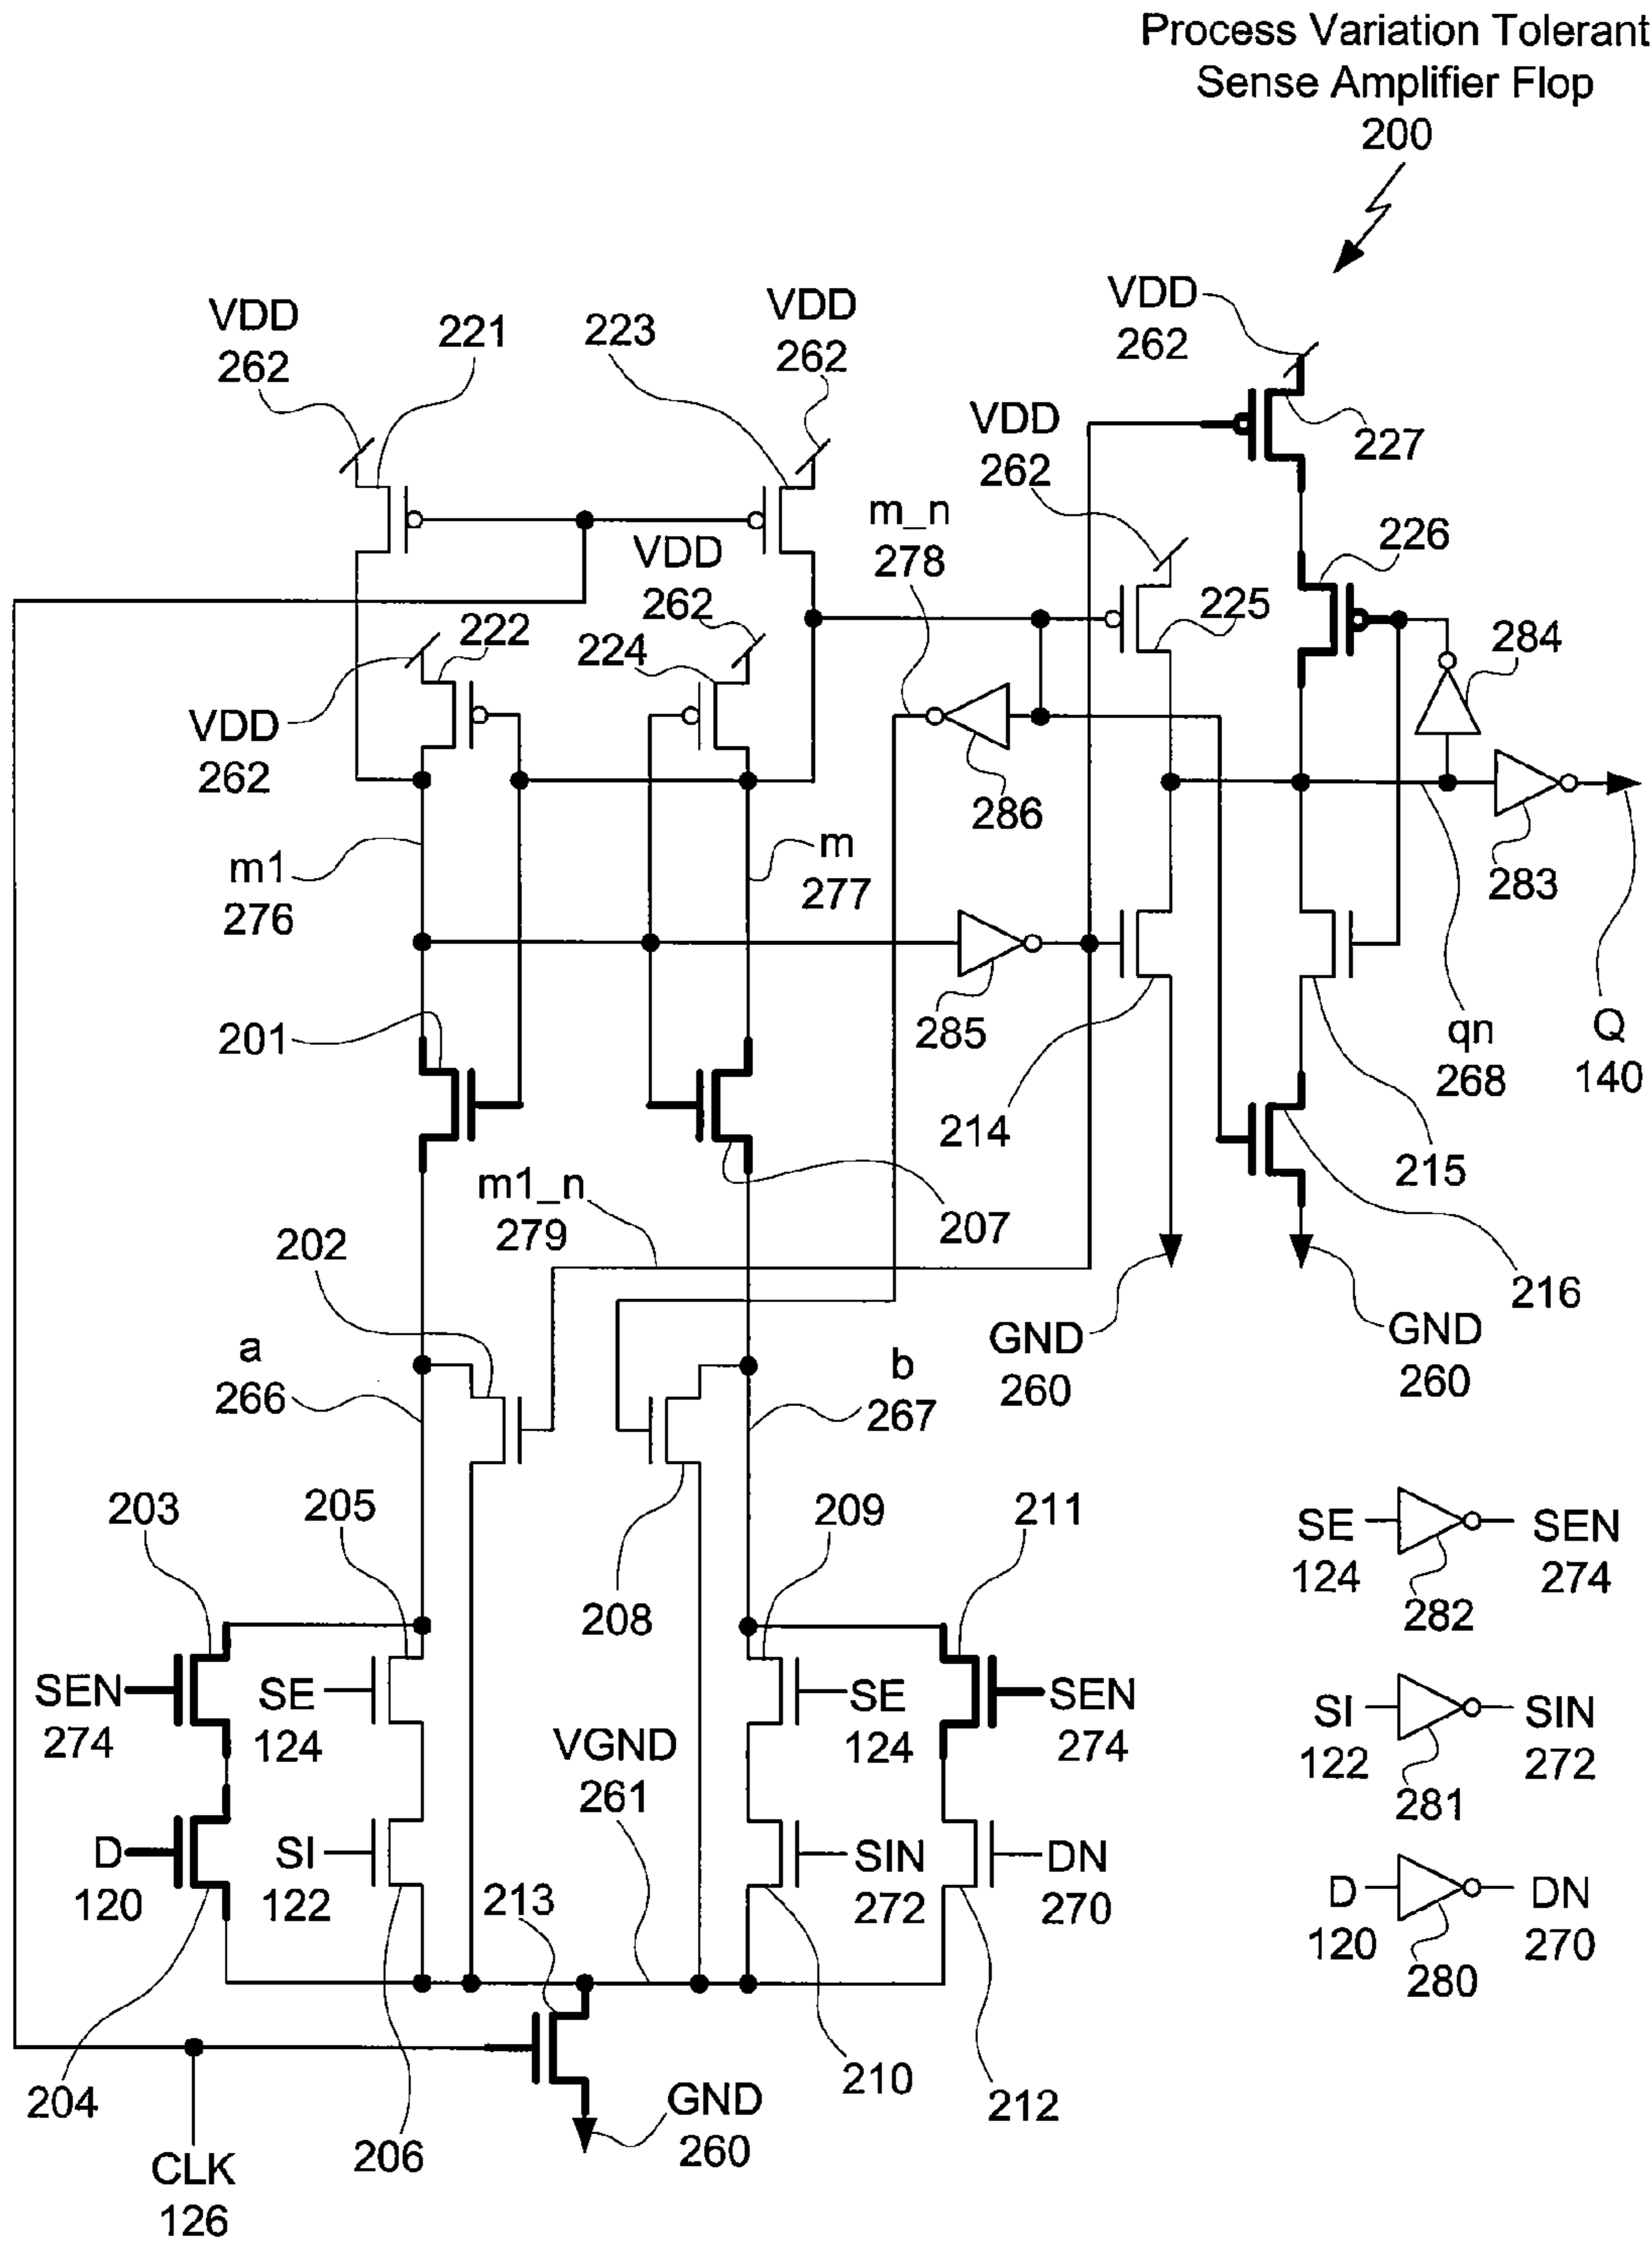 Process Variation Tolerant
Sense Amplifier Flop
200
VDD
262
221
223
VDD
262
VDD
262
227
VDD
262
m_n
278
226
VDD
262
222
224
225
284
VDD
262
286
m1
276
m
277
283
201
285
qn
268
Q
140
214
215
m1_n
279
207
202
216
a
266
b
267
GND
260
GND
260
203
205
209
211
208
SE
124
SEN
274
282
SEN
274
SE
124
SE
124
SEN
274
VGND
261
SI
122
SIN
272
281
D
120
SI
122
213
SIN
272
DN
270
D
120
DN
270
280
204
206
210
212
GND
260
CLK
126